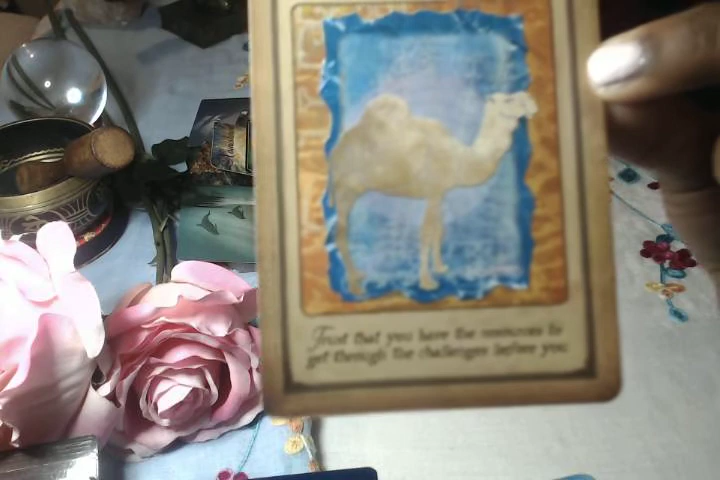 Trust that you have the resources to
get through the challenges before you